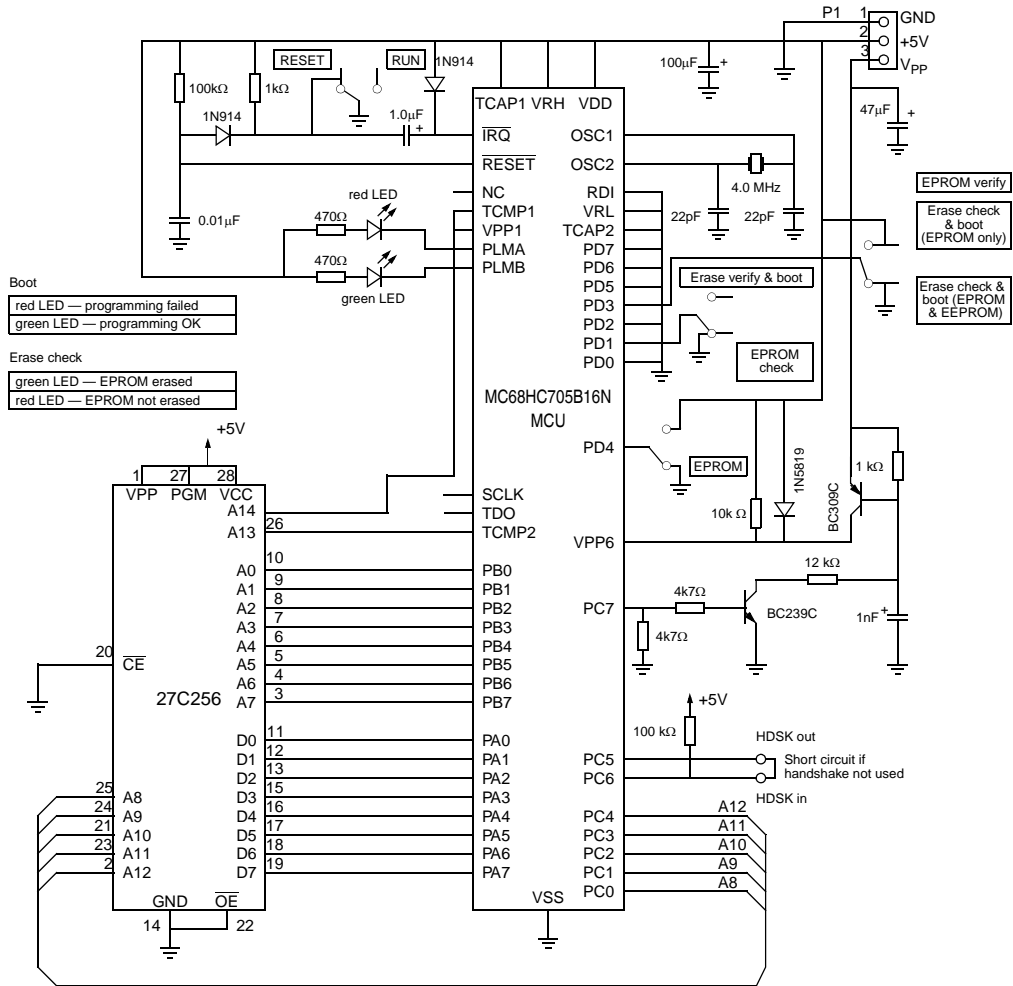 P1
1 GND
2 +5V
3 VPP
RESET
RUN
1N914
100μF
47μF
100kΩ
1kΩ
1N914
1.0μF
+
+
+
TCAP1 VRH VDD
IRQ
RESET
NC
TCMP1
VPP1
PLMA
PLMB
OSC1
OSC2
RDI
VRL
TCAP2
PD7
PD6
PD5
PD3
PD2
PD1
PD0
4.0 MHz
22pF
22pF
0.01μF
red LED
470Ω
470Ω
green LED
EPROM verify
Erase check
& boot
(EPROM only)
Erase check &
boot (EPROM
& EEPROM)
Erase verify & boot
EPROM
check
Boot
red LED — programming failed
green LED — programming OK
Erase check
green LED — EPROM erased
red LED — EPROM not erased
MC68HC705B16N
MCU
PD4
EPROM
+5V
1 27 28
VPP PGM VCC
A14
A13 26
SCLK
TDO
TCMP2
VPP6
10k Ω
1N5819
BC309C
1 kΩ
12 kΩ
PC7
4k7Ω
4k7Ω
BC239C
1nF
+
A0 10 PB0
A1 9 PB1
A2 8 PB2
A3 7 PB3
A4 6 PB4
A5 5 PB5
A6 4 PB6
A7 3 PB7
20 CE
27C256
D0 11 PA0
D1 12 PA1
D2 13 PA2
D3 15 PA3
D4 16 PA4
D5 17 PA5
D6 18 PA6
D7 19 PA7
25 A8
24 A9
21 A10
23 A11
2 A12
GND OE
14 22
VSS
+5V
100 kΩ
PC5
PC6
HDSK out
Short circuit if
handshake not used
HDSK in
PC4 A12
PC3 A11
PC2 A10
PC1 A9
PC0 A8